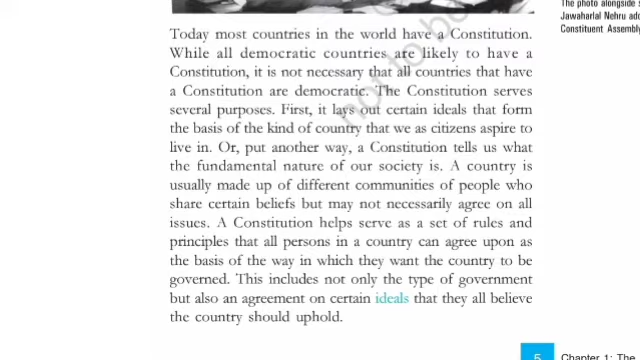 The photo alongside s
Jawaharlal Nehru add
Constituent Assembly
Today most countries in the world have a Constitution.
While all democratic countries are likely to have a
Constitution, it is not necessary that all countries that have
a Constitution are democratic. The Constitution serves
several purposes. First, it lays out certain ideals that form
the basis of the kind of country that we as citizens aspire to
live in. Or, put another way, a Constitution tells us what
the fundamental nature of our society is. A country is
usually made up of different communities of people who
share certain beliefs but may not necessarily agree on all
issues. A Constitution helps serve as a set of rules and
principles that all persons in a country can agree upon as
the basis of the way in which they want the country to be
governed. This includes not only the type of government
but also an agreement on certain ideals that they all believe
the country should uphold.
5 Chapter 1: The
not to be